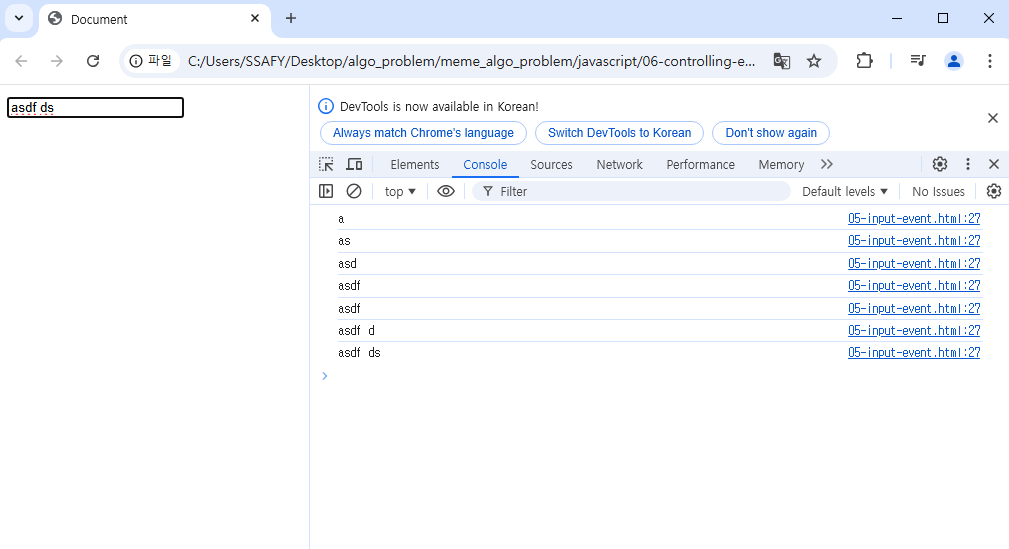 Document
파일 C:/Users/SSAFY/Desktop/algo_problem/meme_algo_problem/javascript/06-controlling-e...
asdf ds
DevTools is now available in Korean!
Always match Chrome's language Switch DevTools to Korean Don't show again
Elements Console Sources Network Performance Memory
top Filter Default levels No Issues
a 05-input-event.html:27
as 05-input-event.html:27
asd 05-input-event.html:27
asdf 05-input-event.html:27
asdf 05-input-event.html:27
asdf d 05-input-event.html:27
asdf ds 05-input-event.html:27